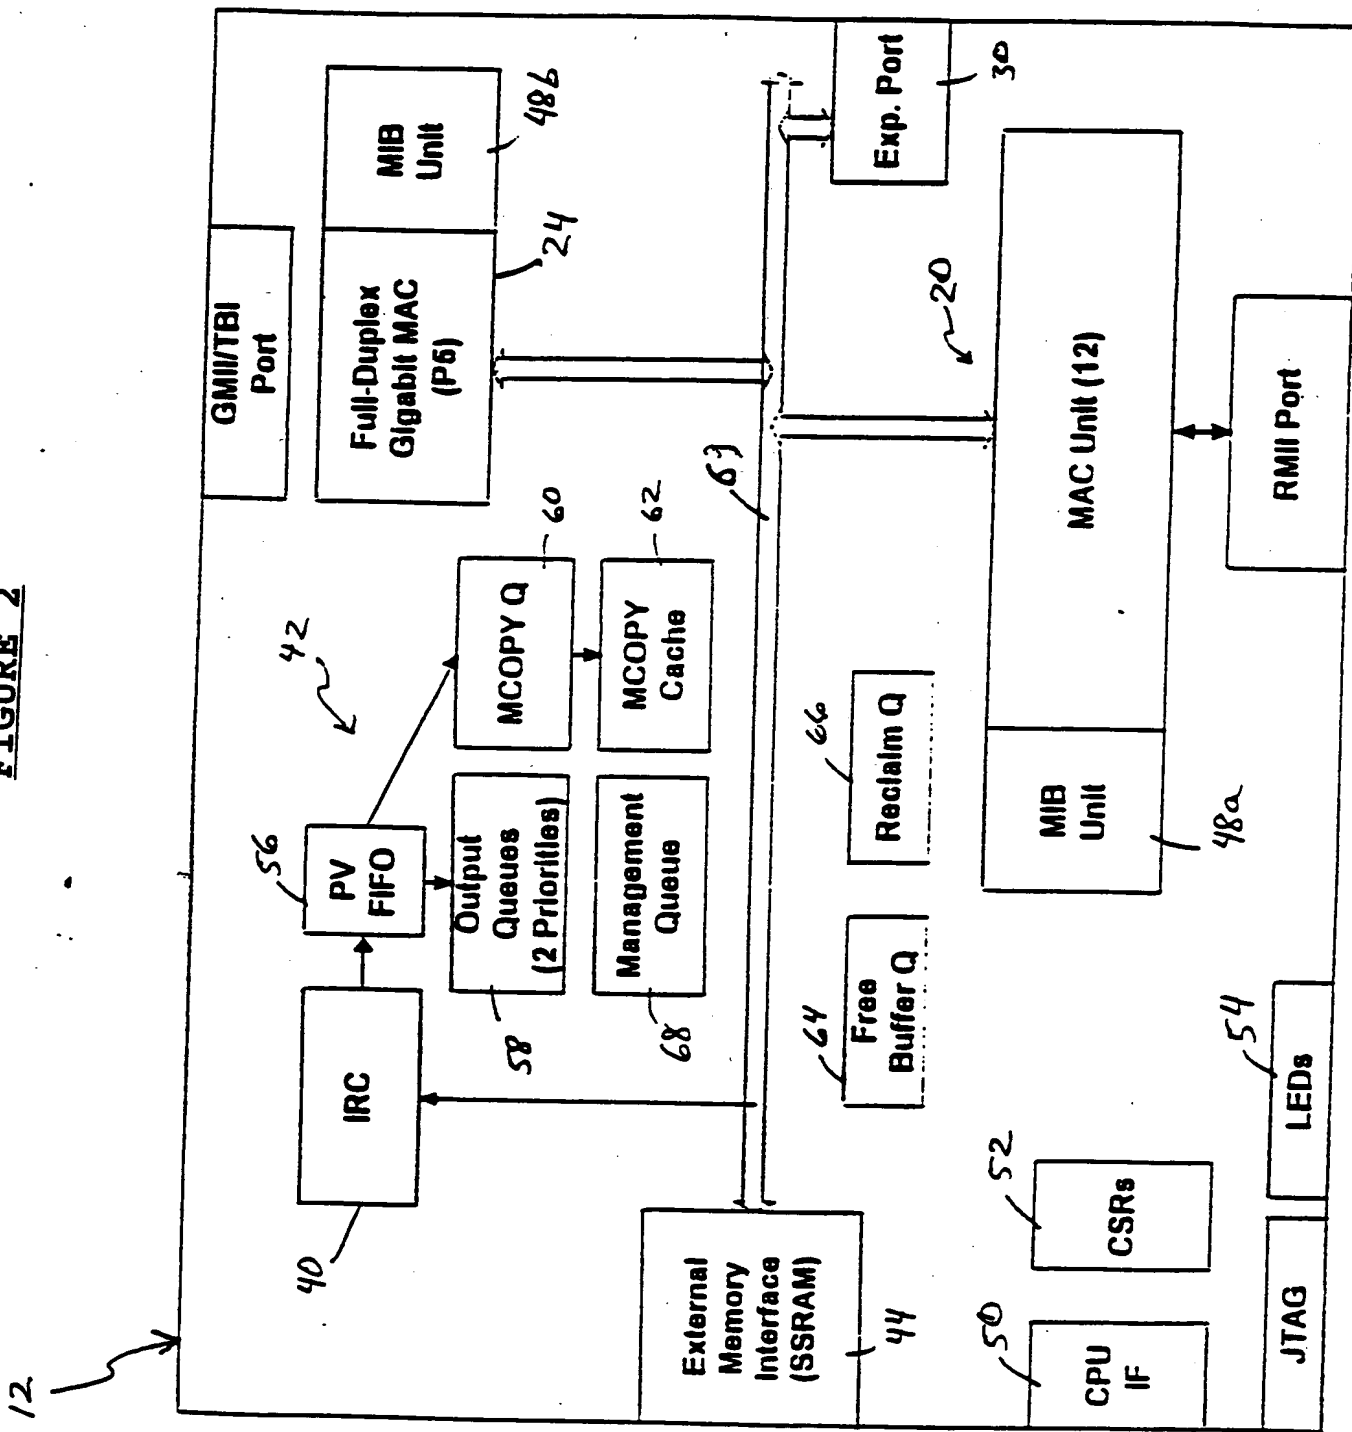 FIGURE 2
12
40
IRC
56
PV
FIFO
42
GMII/TBI
Port
Full-Duplex
Gigabit MAC
(P6)
24
MIB
Unit
48b
Output
Queues
(2 Priorities)
58
MCOPY Q
60
Management
Queue
68
MCOPY
Cache
62
External
Memory
Interface
(SSRAM)
44
Exp. Port
30
64
Free
Buffer Q
66
Reclaim Q
20
50
CPU
IF
52
CSRs
MIB
Unit
48a
MAC Unit (12)
JTAG
LEDs
54
RMII Port